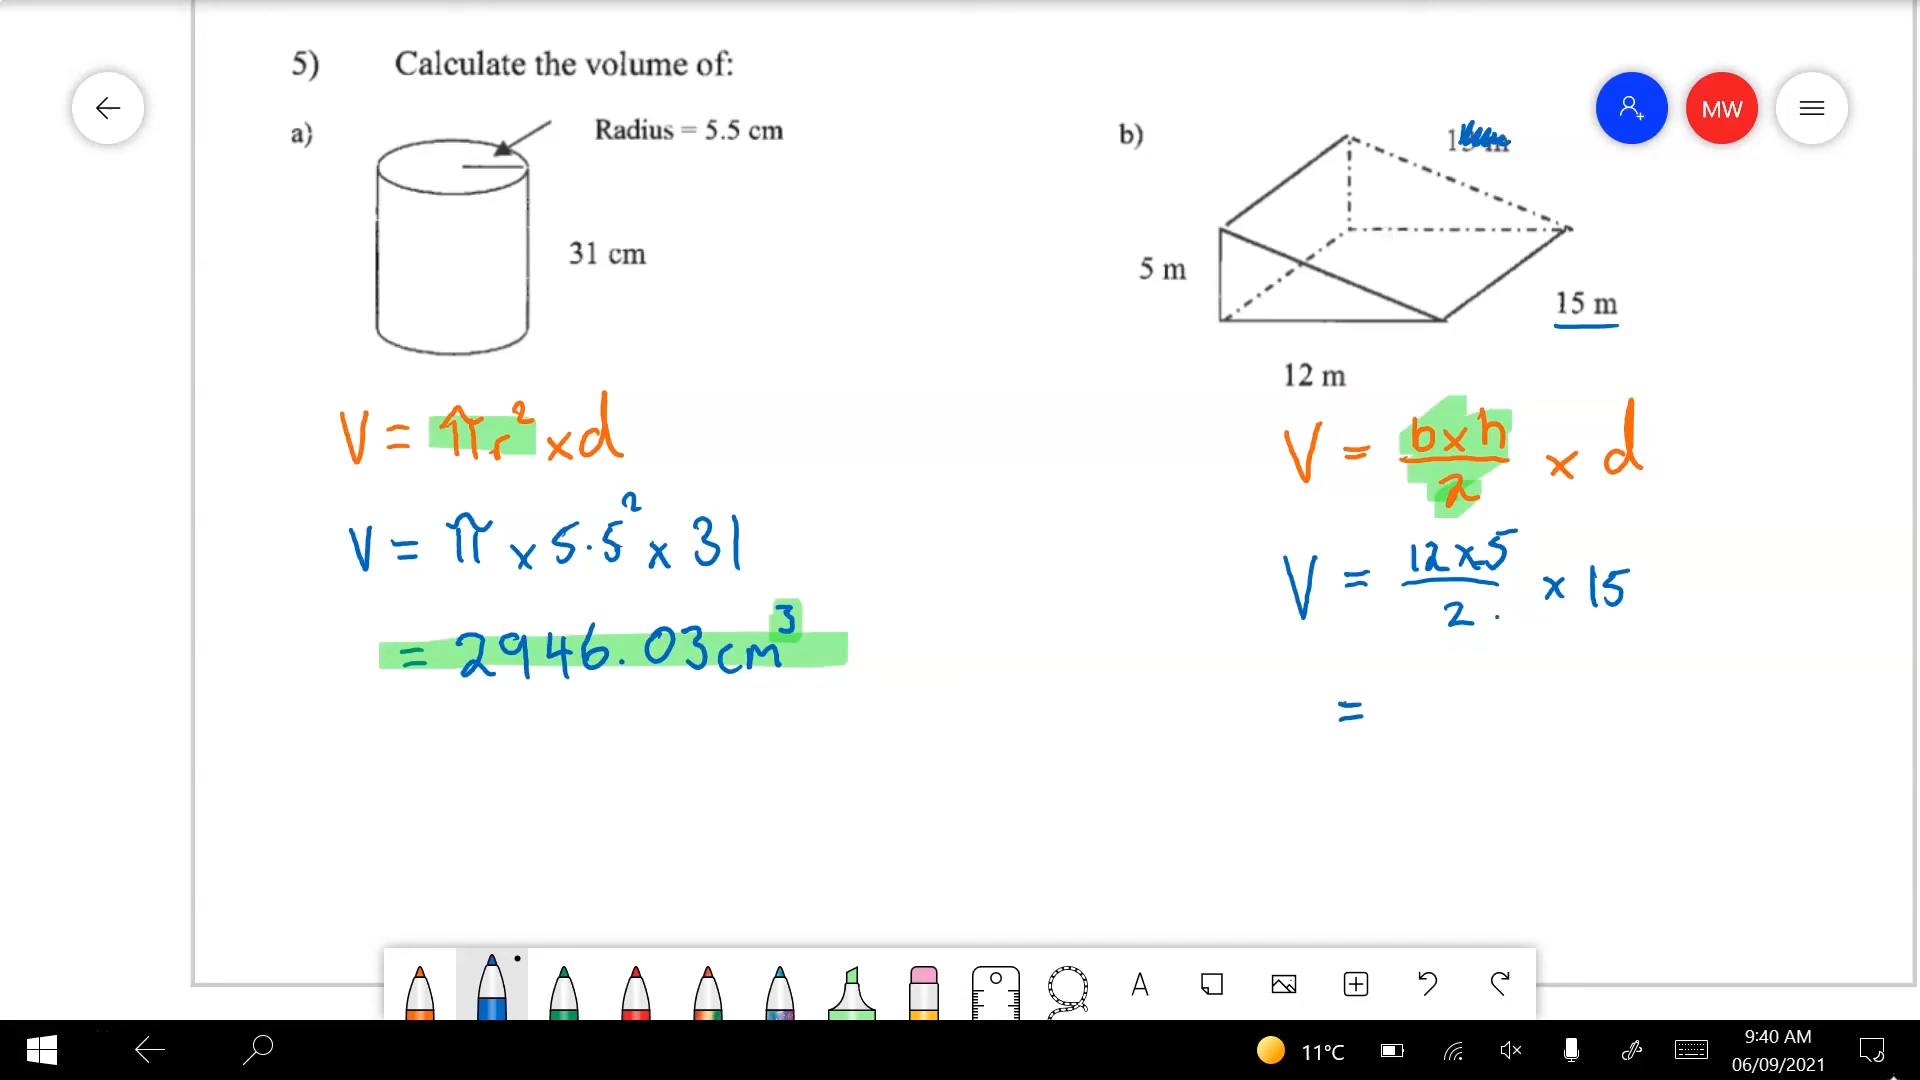 5) Calculate the volume of:
a) Radius = 5.5 cm
31 cm
V = πr² × d
V = π × 5.5² × 31
= 2946.03cm³
b)
5 m
15 m
12 m
V = b×h/2 × d
V = 12×5/2. × 15
=
MW
A
11°C
9:40 AM
06/09/2021